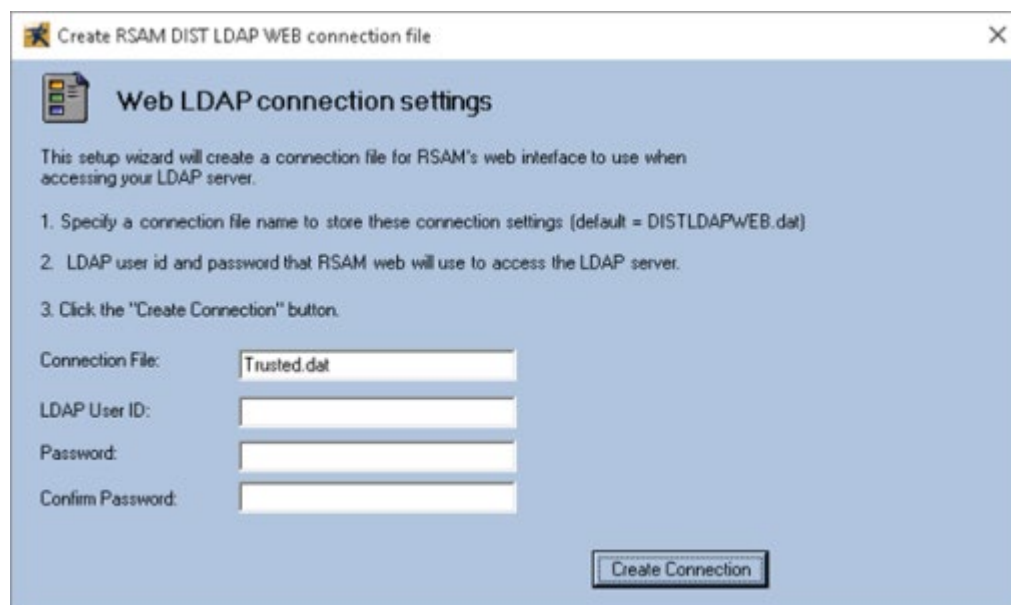 Create RSAM DIST LDAP WEB connection file
Web LDAP connection settings
This setup wizard will create a connection file for RSAM's web interface to use when
accessing your LDAP server.
1. Specify a connection file name to store these connection settings (default = DISTLDAPWEB.dat)
2. LDAP user id and password that RSAM web will use to access the LDAP server.
3. Click the "Create Connection" button.
Connection File: Trusted.dat
LDAP User ID:
Password:
Confirm Password:
Create Connection